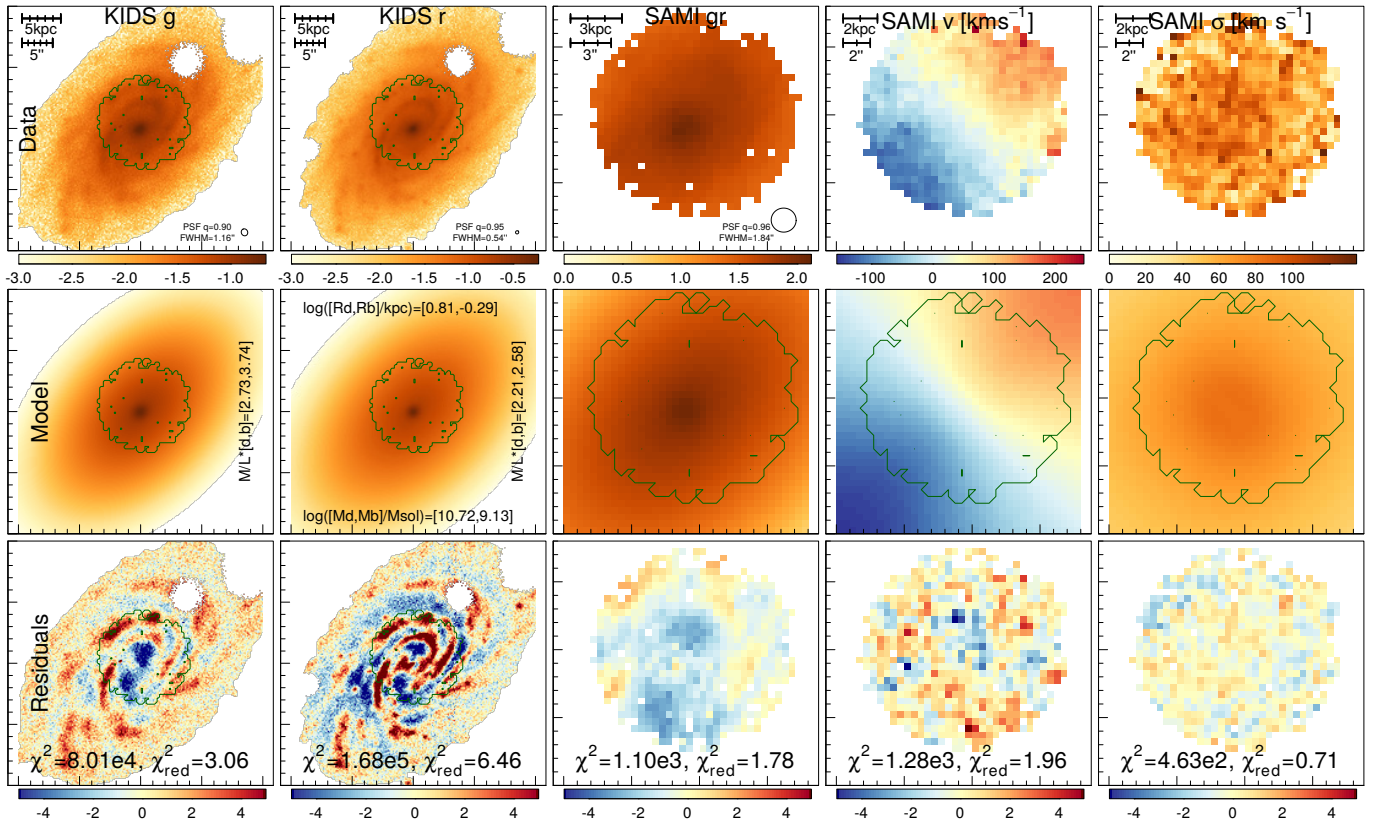 KIDS g
KIDS r
SAMI gr
SAMI v [kms⁻¹]
SAMI σ [km s⁻¹]
5kpc
5"
5kpc
5"
3kpc
3"
2kpc
2"
2kpc
2"
Data
PSF q=0.90
FWHM=1.16"
PSF q=0.95
FWHM=0.54"
PSF q=0.96
FWHM=1.84"
-3.0 -2.5 -2.0 -1.5 -1.0
-3.0 -2.5 -2.0 -1.5 -1.0 -0.5
0.0 0.5 1.0 1.5 2.0
-100 0 100 200
0 20 40 60 80 100
Model
M/L*[d,b]=[2.73,3.74]
log([Rd,Rb]/kpc)=[0.81,-0.29]
M/L*[d,b]=[2.21,2.58]
log([Md,Mb]/Msol)=[10.72,9.13]
Residuals
χ²=8.01e4, χ²red=3.06
χ²=1.68e5, χ²red=6.46
χ²=1.10e3, χ²red=1.78
χ²=1.28e3, χ²red=1.96
χ²=4.63e2, χ²red=0.71
-4 -2 0 2 4
-4 -2 0 2 4
-4 -2 0 2 4
-4 -2 0 2 4
-4 -2 0 2 4